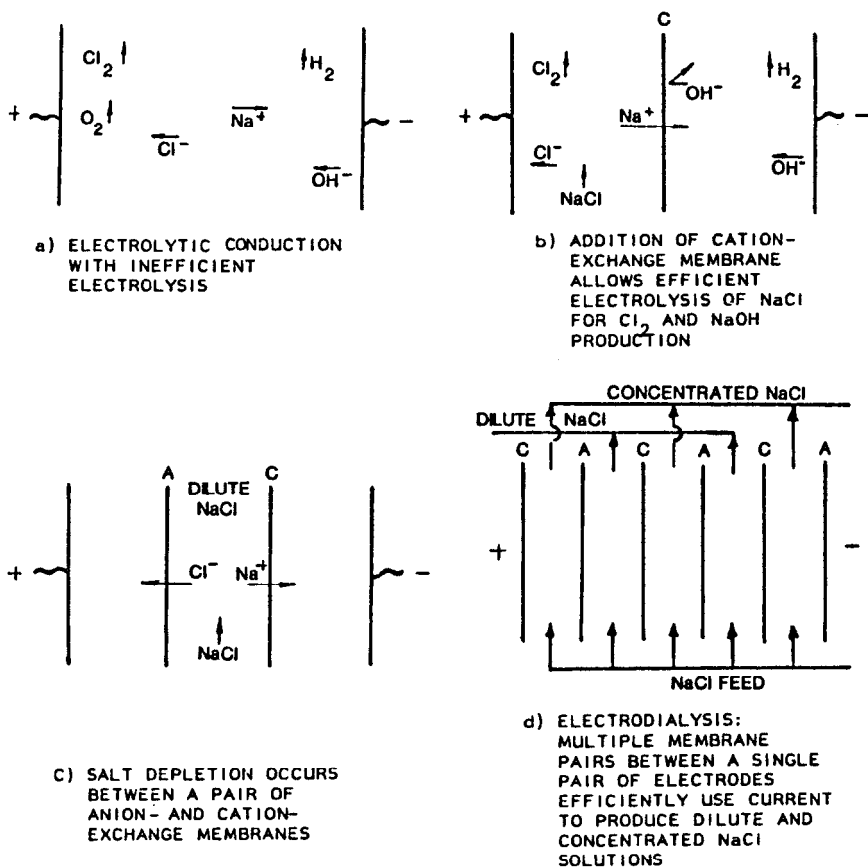 Cl2
O2
Cl-
Na+
H2
OH-
+
-
a) ELECTROLYTIC CONDUCTION
WITH INEFFICIENT
ELECTROLYSIS
C
Cl2
OH-
H2
Na+
Cl-
NaCl
OH-
+
-
b) ADDITION OF CATION-
EXCHANGE MEMBRANE
ALLOWS EFFICIENT
ELECTROLYSIS OF NaCl
FOR Cl2 AND NaOH
PRODUCTION
A C
DILUTE
NaCl
+
Cl- Na+
-
NaCl
C) SALT DEPLETION OCCURS
BETWEEN A PAIR OF
ANION- AND CATION-
EXCHANGE MEMBRANES
CONCENTRATED NaCl
DILUTE NaCl
C A C A C A
+
-
NaCl FEED
d) ELECTRODIALYSIS:
MULTIPLE MEMBRANE
PAIRS BETWEEN A SINGLE
PAIR OF ELECTRODES
EFFICIENTLY USE CURRENT
TO PRODUCE DILUTE AND
CONCENTRATED NaCl
SOLUTIONS